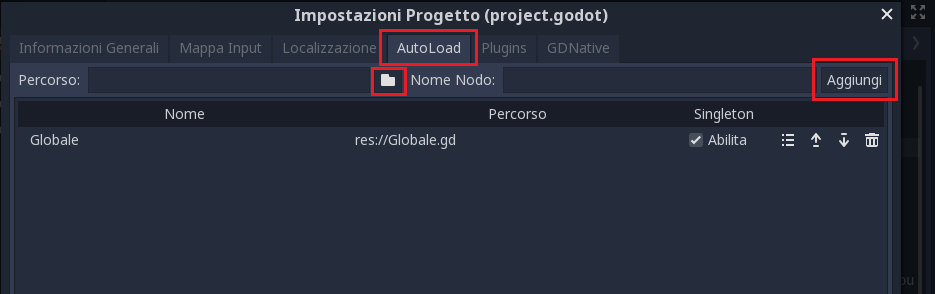 Impostazioni Progetto (project.godot)
Informazioni Generali Mappa Input Localizzazione AutoLoad Plugins GDNative
Percorso: Nome Nodo: Aggiungi
Nome Percorso Singleton
Globale res://Globale.gd Abilita